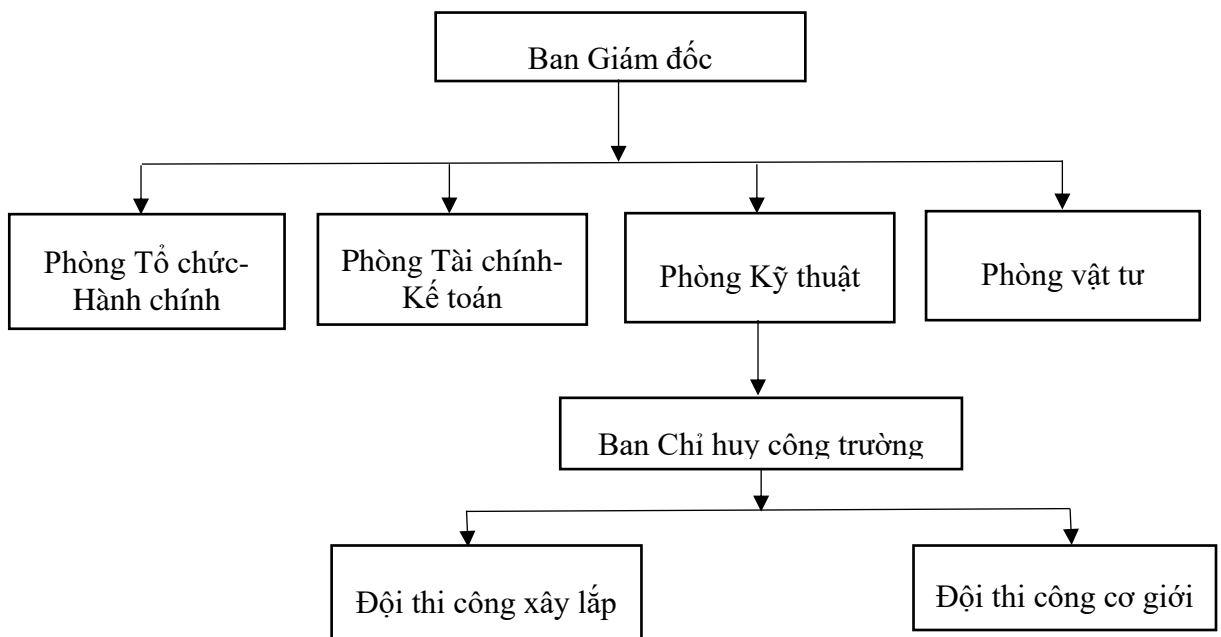 Ban Giám đốc
Phòng Tổ chức-
Hành chính
Phòng Tài chính-
Kế toán
Phòng Kỹ thuật
Phòng vật tư
Ban Chỉ huy công trường
Đội thi công xây lắp
Đội thi công cơ giới